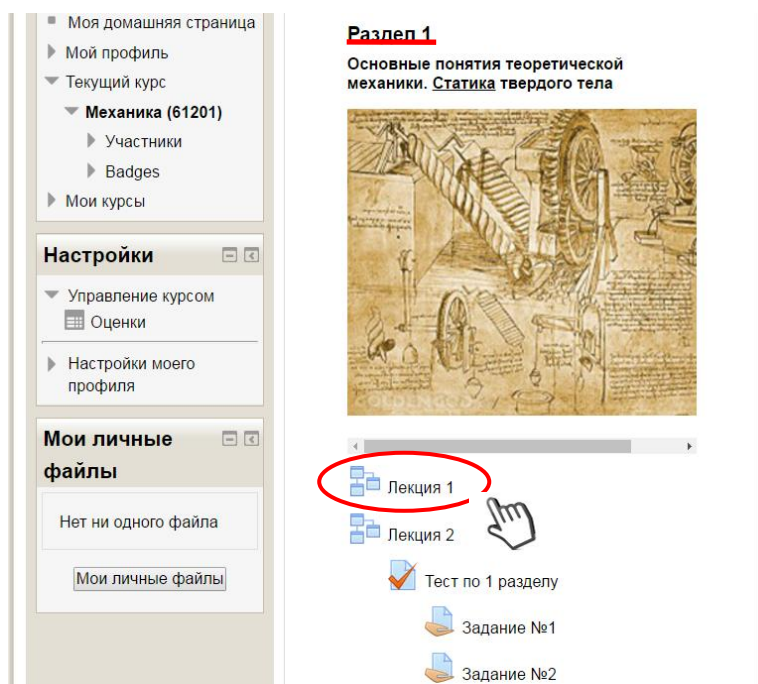 Моя домашняя страница
Мой профиль
Текущий курс
Механика (61201)
Участники
Badges
Мои курсы
Настройки
Управление курсом
Оценки
Настройки моего
профиля
Мои личные
файлы
Нет ни одного файла
Мои личные файлы
Раздел 1
Основные понятия теоретической
механики. Статика твердого тела
Лекция 1
Лекция 2
Тест по 1 разделу
Задание №1
Задание №2